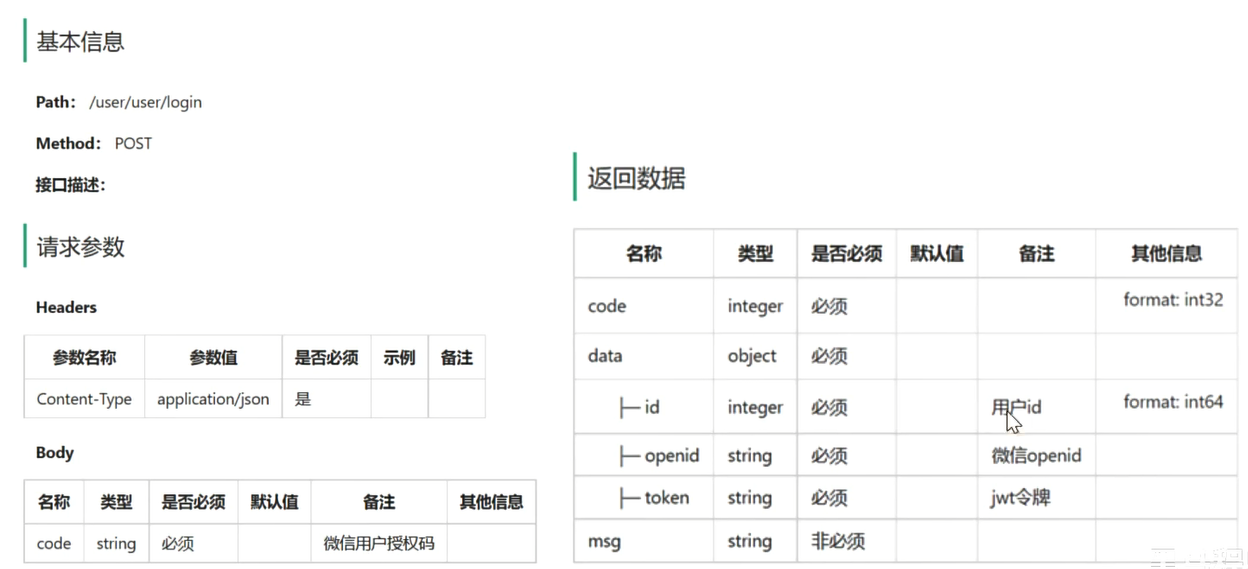 基本信息
Path： /user/user/login
Method： POST
接口描述：
请求参数
Headers
参数名称 参数值 是否必须 示例 备注
Content-Type application/json 是
Body
名称 类型 是否必须 默认值 备注 其他信息
code string 必须 微信用户授权码
返回数据
名称 类型 是否必须 默认值 备注 其他信息
code integer 必须 format: int32
data object 必须
├─ id integer 必须 用户id format: int64
├─ openid string 必须 微信openid
├─ token string 必须 jwt令牌
msg string 非必须